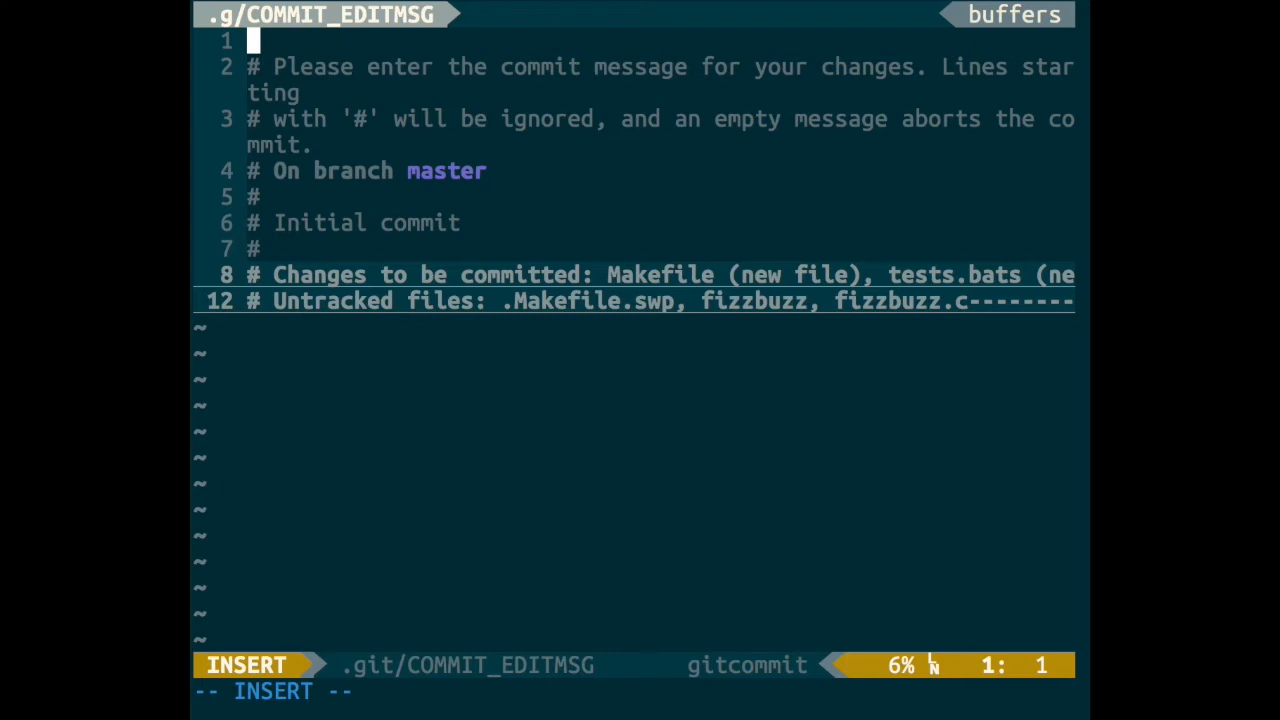 .g/COMMIT_EDITMSG buffers
1
2 # Please enter the commit message for your changes. Lines star
ting
3 # with '#' will be ignored, and an empty message aborts the co
mmit.
4 # On branch master
5 #
6 # Initial commit
7 #
8 # Changes to be committed: Makefile (new file), tests.bats (ne
12 # Untracked files: .Makefile.swp, fizzbuzz, fizzbuzz.c--------
~
~
~
~
~
~
~
~
~
~
~
~
~
INSERT .git/COMMIT_EDITMSG gitcommit 6% LN 1: 1
-- INSERT --